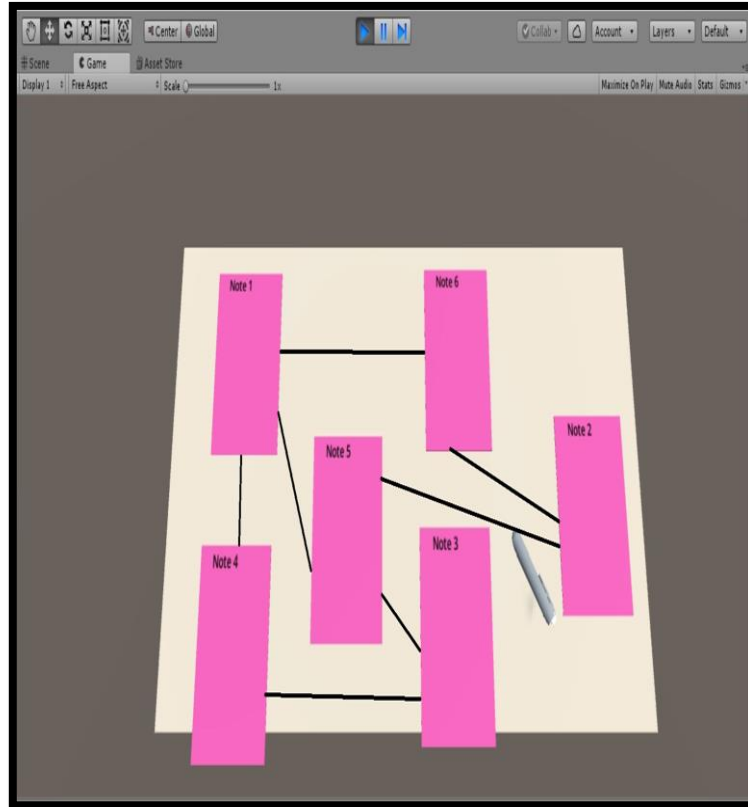 Center Global Collab Account Layers Default
Scene Game Asset Store
Display 1 Free Aspect Scale 1x Maximize On Play Mute Audio Stats Gizmos
Note 1
Note 6
Note 2
Note 5
Note 3
Note 4